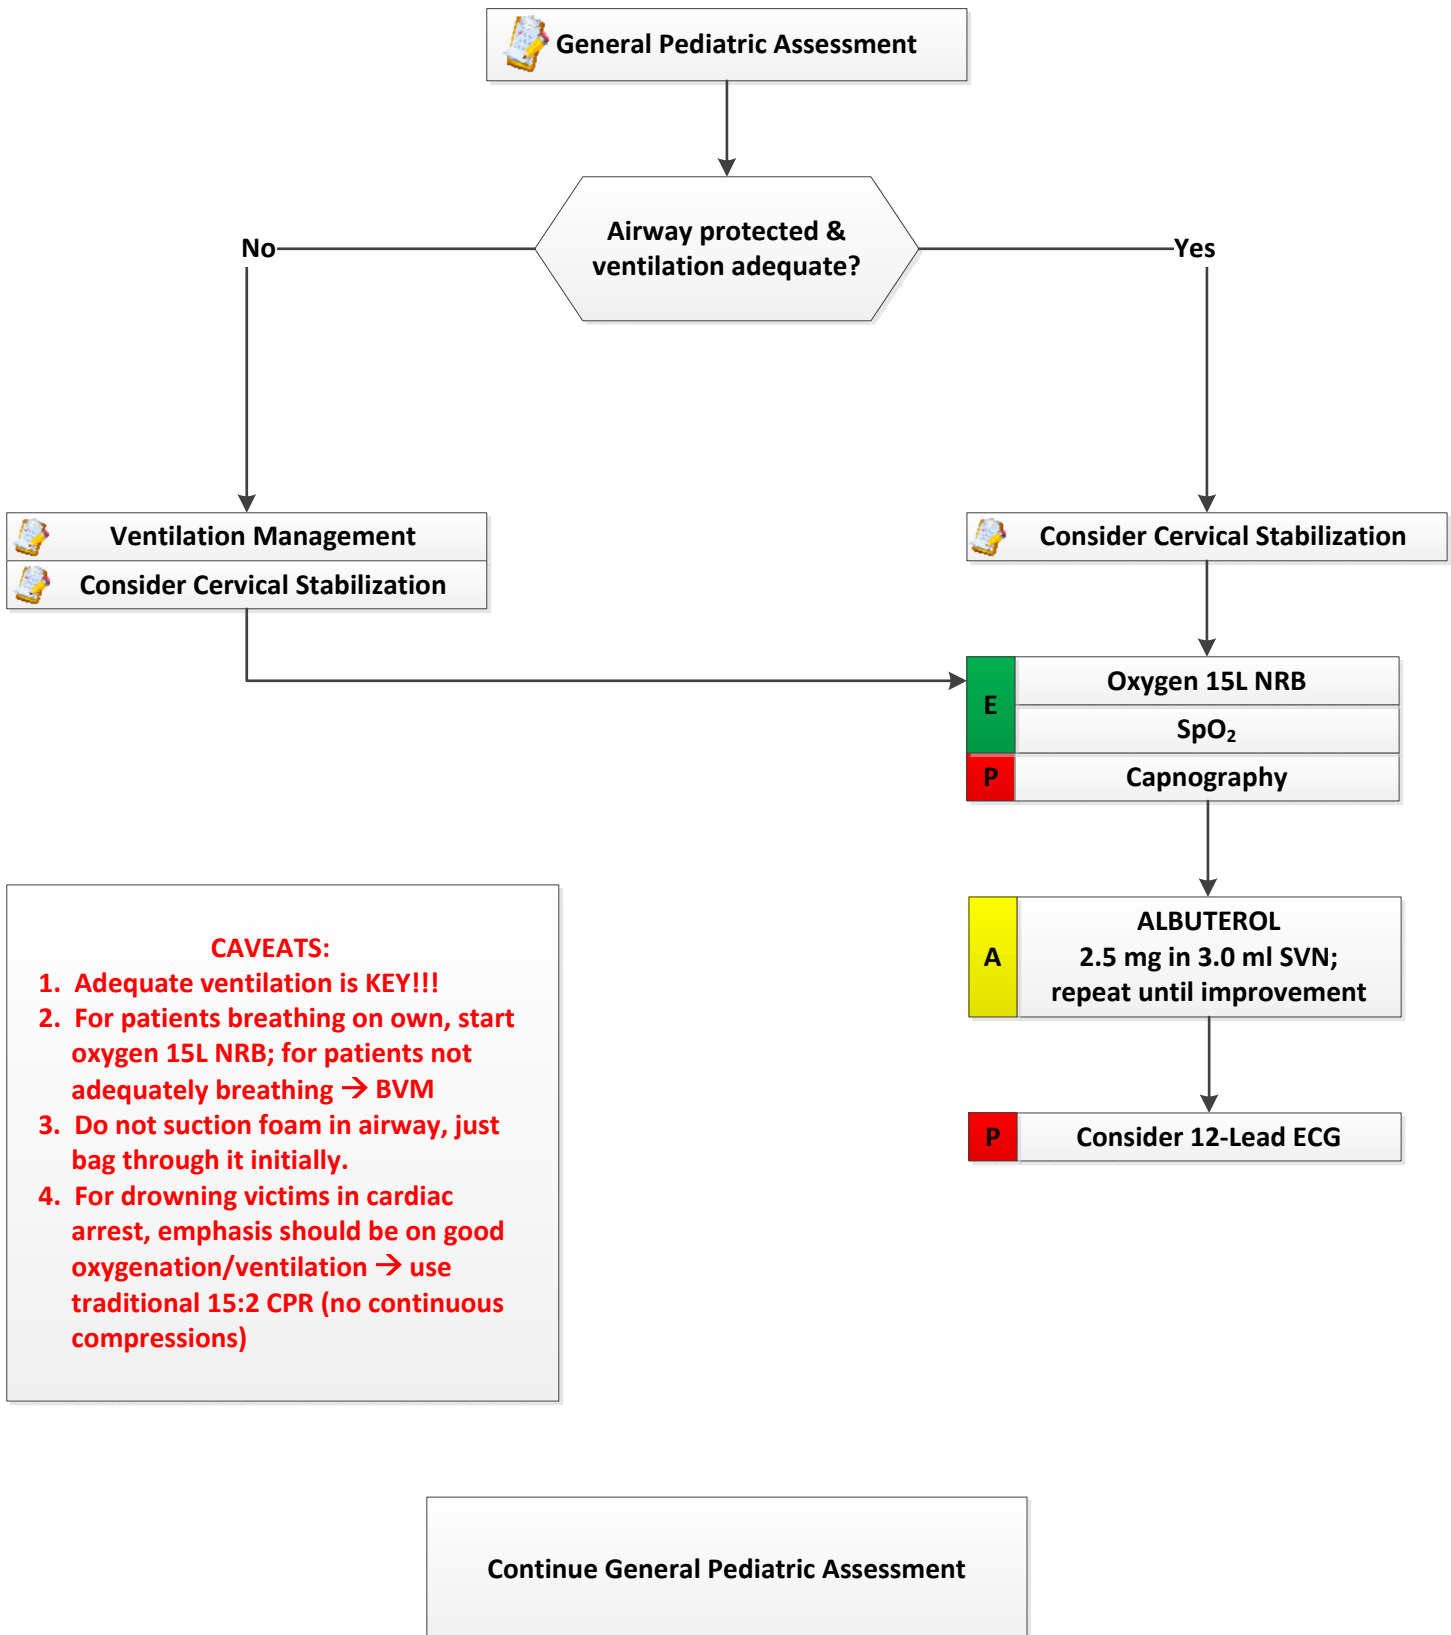 General Pediatric Assessment
Airway protected &
ventilation adequate?
No
Yes
Ventilation Management
Consider Cervical Stabilization
Consider Cervical Stabilization
E
Oxygen 15L NRB
SpO₂
P
Capnography
A
ALBUTEROL
2.5 mg in 3.0 ml SVN;
repeat until improvement
P
Consider 12-Lead ECG
CAVEATS:
1. Adequate ventilation is KEY!!!
2. For patients breathing on own, start
oxygen 15L NRB; for patients not
adequately breathing → BVM
3. Do not suction foam in airway, just
bag through it initially.
4. For drowning victims in cardiac
arrest, emphasis should be on good
oxygenation/ventilation → use
traditional 15:2 CPR (no continuous
compressions)
Continue General Pediatric Assessment